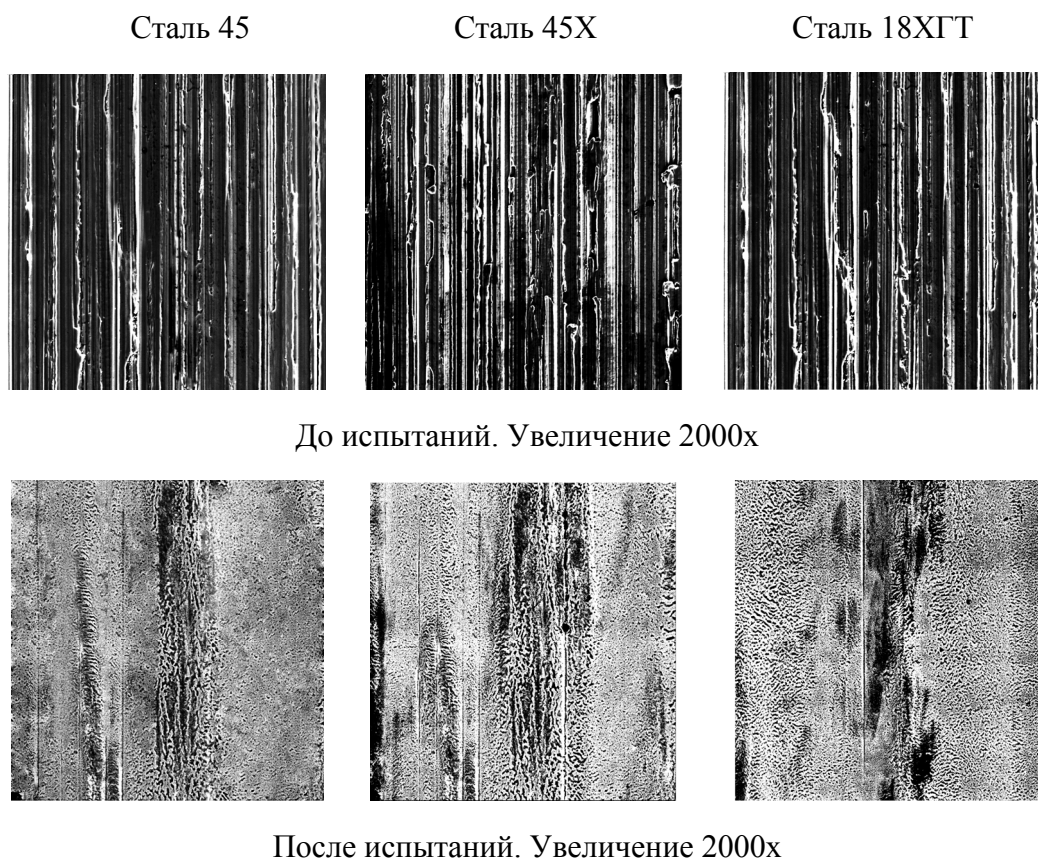 Сталь 45 Сталь 45Х Сталь 18ХГТ
До испытаний. Увеличение 2000х
После испытаний. Увеличение 2000х